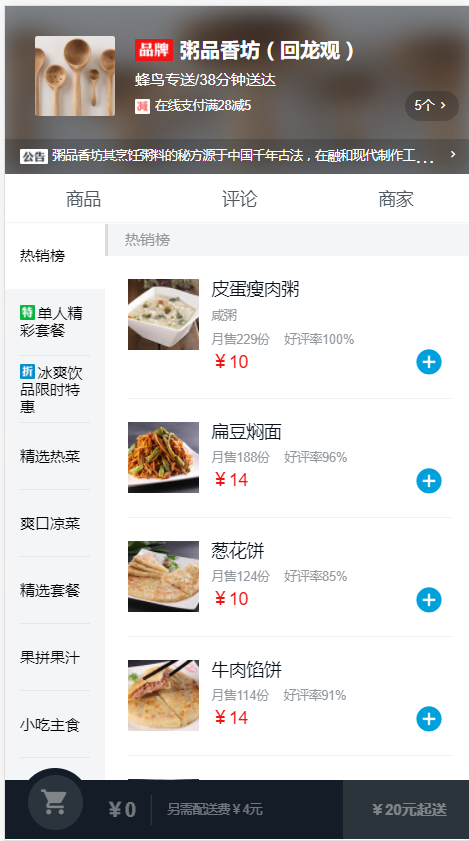 品牌 粥品香坊（回龙观）
蜂鸟专送/38分钟送达
减 在线支付满28减5
5个 >
公告 粥品香坊其烹饪粥料的秘方源于中国千年古法，在融和现代制作工... >
商品 评论 商家
热销榜
特 单人精
彩套餐
折 冰爽饮
品限时特
惠
精选热菜
爽口凉菜
精选套餐
果拼果汁
小吃主食
热销榜
皮蛋瘦肉粥
咸粥
月售229份 好评率100%
￥10
扁豆焖面
月售188份 好评率96%
￥14
葱花饼
月售124份 好评率85%
￥10
牛肉馅饼
月售114份 好评率91%
￥14
￥0 另需配送费￥4元 ￥20元起送